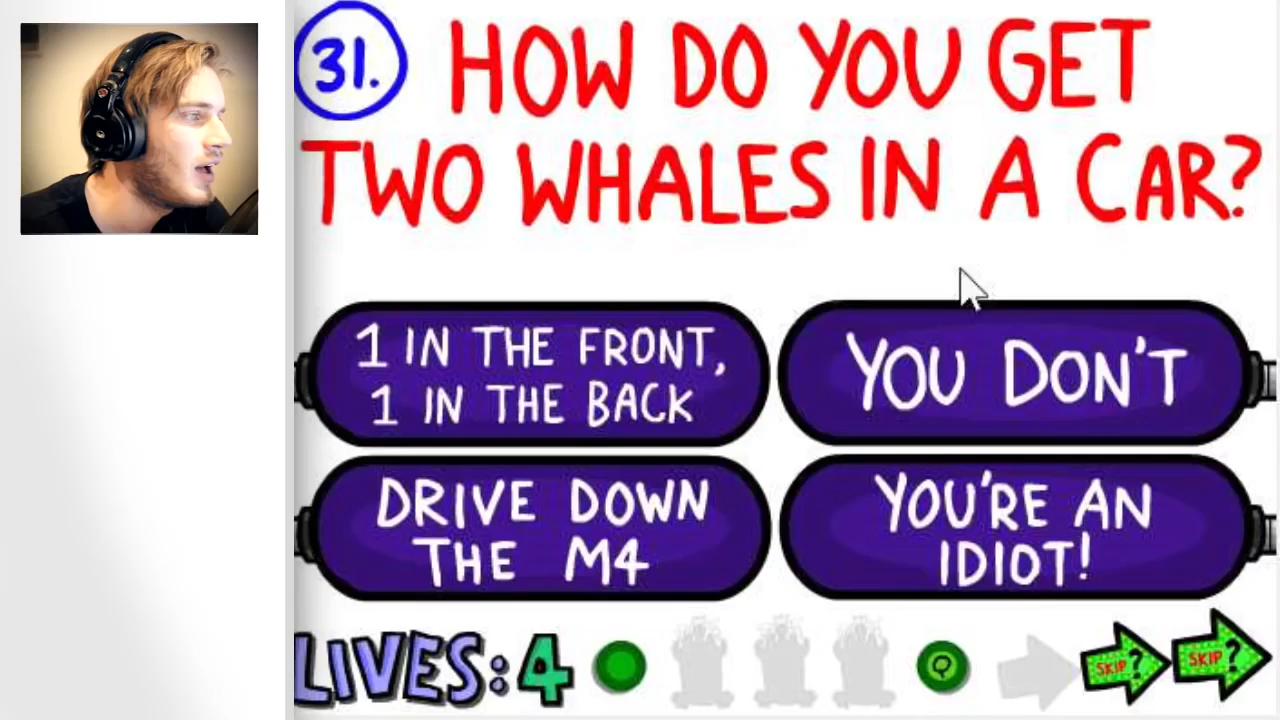 31. HOW DO YOU GET
TWO WHALES IN A CAR?
1 IN THE FRONT,
1 IN THE BACK
YOU DON'T
DRIVE DOWN
THE M4
YOU'RE AN
IDIOT!
LIVES: 4
SKIP?
SKIP?